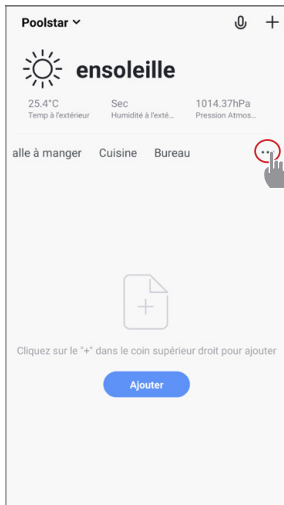 Poolstar
ensoleille
25.4°C Sec 1014.37hPa
Temp à l'extérieur Humidité à l'exté... Pression Atmos...
alle à manger Cuisine Bureau ...
Cliquez sur le "+" dans le coin supérieur droit pour ajouter
Ajouter